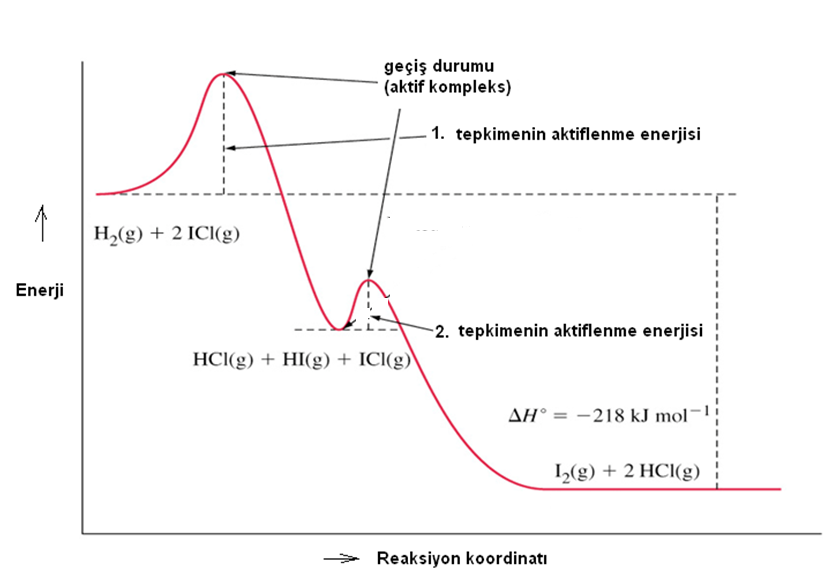 geçiş durumu
(aktif kompleks)
1. tepkimenin aktiflenme enerjisi
H₂(g) + 2 ICl(g)
Enerji
2. tepkimenin aktiflenme enerjisi
HCl(g) + HI(g) + ICl(g)
ΔH° = −218 kJ mol⁻¹
I₂(g) + 2 HCl(g)
Reaksiyon koordinatı